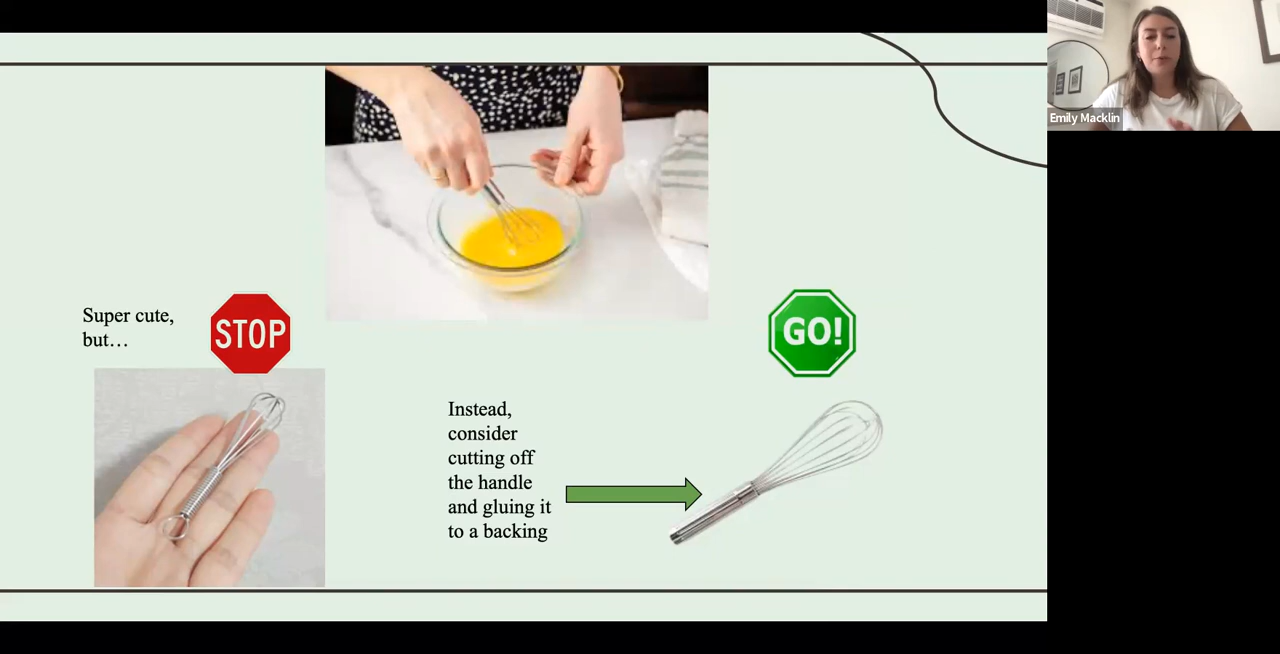 Emily Macklin
Super cute,
but…
STOP
GO!
Instead,
consider
cutting off
the handle
and gluing it
to a backing